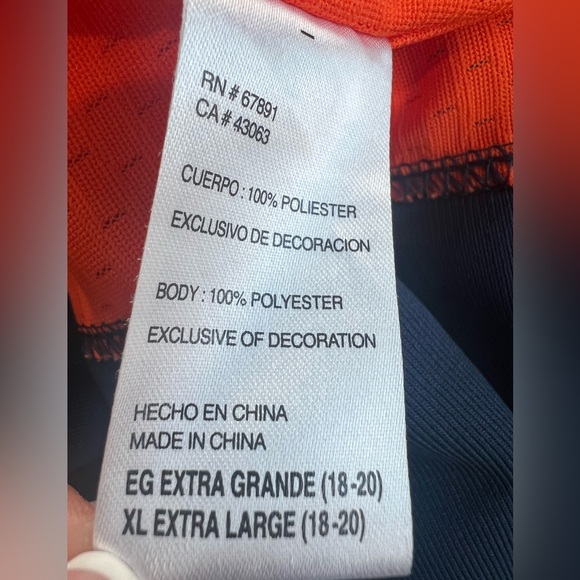 RN # 67891
CA # 43063
CUERPO : 100% POLIESTER
EXCLUSIVO DE DECORACION
BODY : 100% POLYESTER
EXCLUSIVE OF DECORATION
HECHO EN CHINA
MADE IN CHINA
EG EXTRA GRANDE (18-20)
XL EXTRA LARGE (18-20)